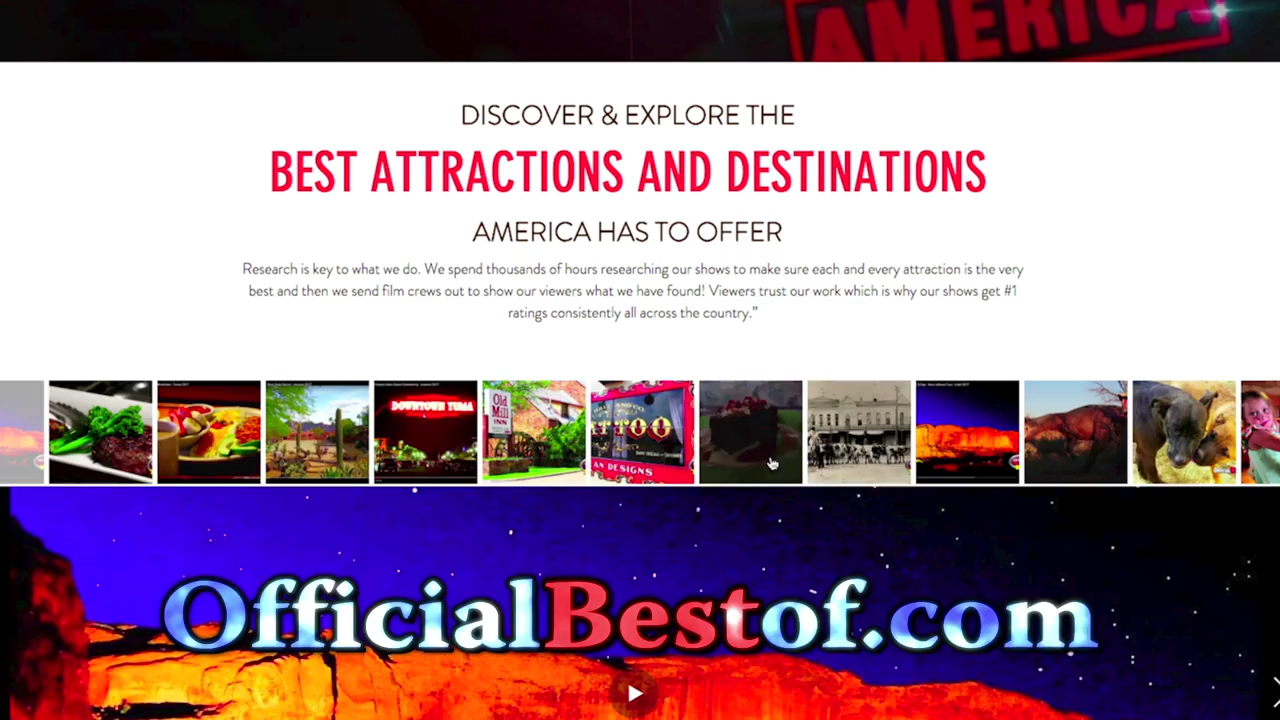 AMERICA
DISCOVER & EXPLORE THE
BEST ATTRACTIONS AND DESTINATIONS
AMERICA HAS TO OFFER
Research is key to what we do. We spend thousands of hours researching our shows to make sure each and every attraction is the very
best and then we send film crews out to show our viewers what we have found! Viewers trust our work which is why our shows get #1
ratings consistently all across the country.”
DOWNTOWN YUMA
Old
Mill
INN
TTOO
AN DESIGNS
OfficialBestof.com